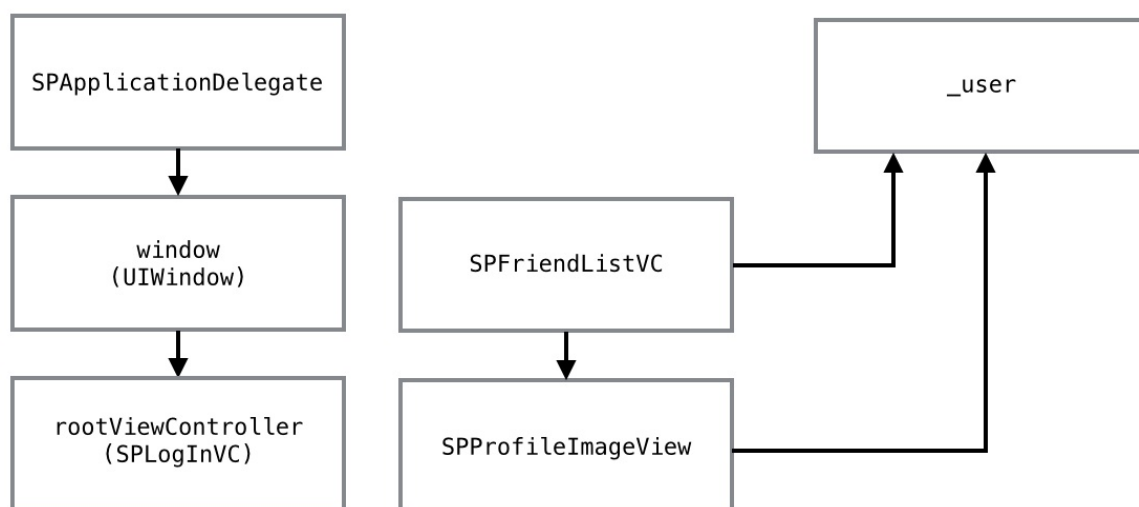 SPApplicationDelegate
_user
window
(UIWindow)
SPFriendListVC
rootViewController
(SPLogInVC)
SPProfileImageView